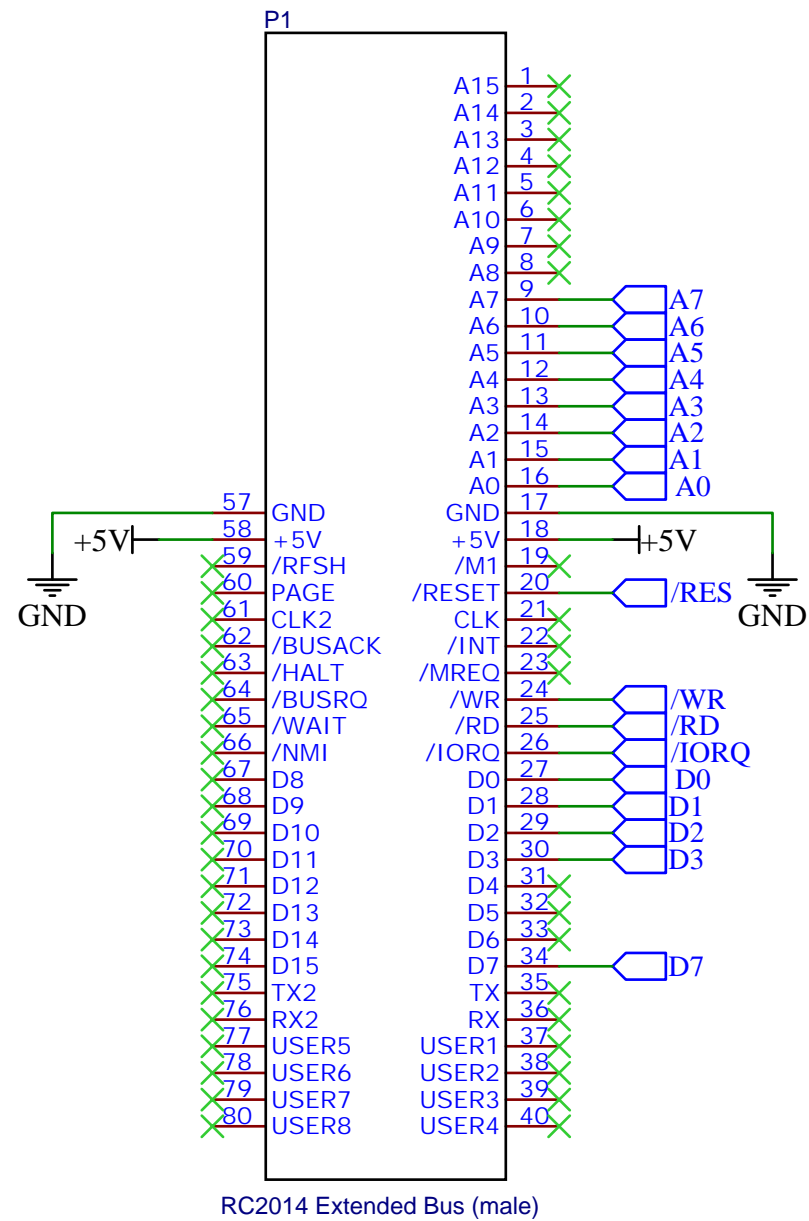 P1
A15 1
A14 2
A13 3
A12 4
A11 5
A10 6
A9 7
A8 8
A7 9 A7
A6 10 A6
A5 11 A5
A4 12 A4
A3 13 A3
A2 14 A2
A1 15 A1
A0 16 A0
57 GND GND 17
+5V 58 +5V +5V 18 +5V
59 /RFSH /M1 19
GND 60 PAGE /RESET 20 /RES GND
61 CLK2 CLK 21
62 /BUSACK /INT 22
63 /HALT /MREQ 23
64 /BUSRQ /WR 24 /WR
65 /WAIT /RD 25 /RD
66 /NMI /IORQ 26 /IORQ
67 D8 D0 27 D0
68 D9 D1 28 D1
69 D10 D2 29 D2
70 D11 D3 30 D3
71 D12 D4 31
72 D13 D5 32
73 D14 D6 33
74 D15 D7 34 D7
75 TX2 TX 35
76 RX2 RX 36
77 USER5 USER1 37
78 USER6 USER2 38
79 USER7 USER3 39
80 USER8 USER4 40
RC2014 Extended Bus (male)